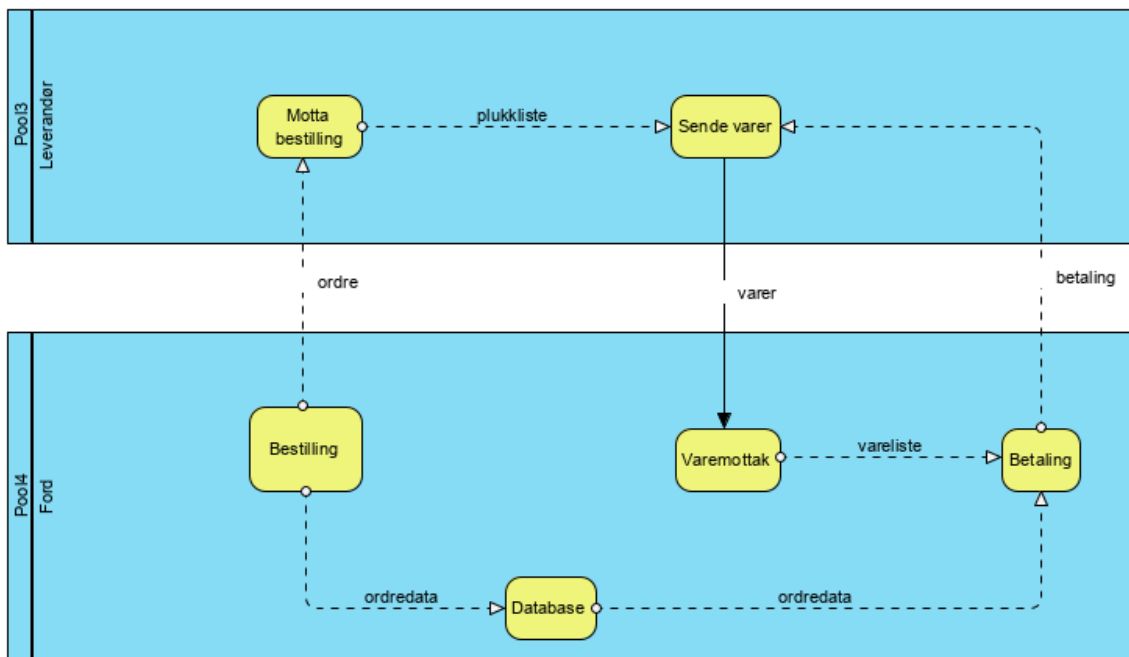 Pool3
Leverandør
Motta
bestilling
plukkliste
Sende varer
ordre
varer
betaling
Pool4
Ford
Bestilling
Varemottak
vareliste
Betaling
ordredata
Database
ordredata